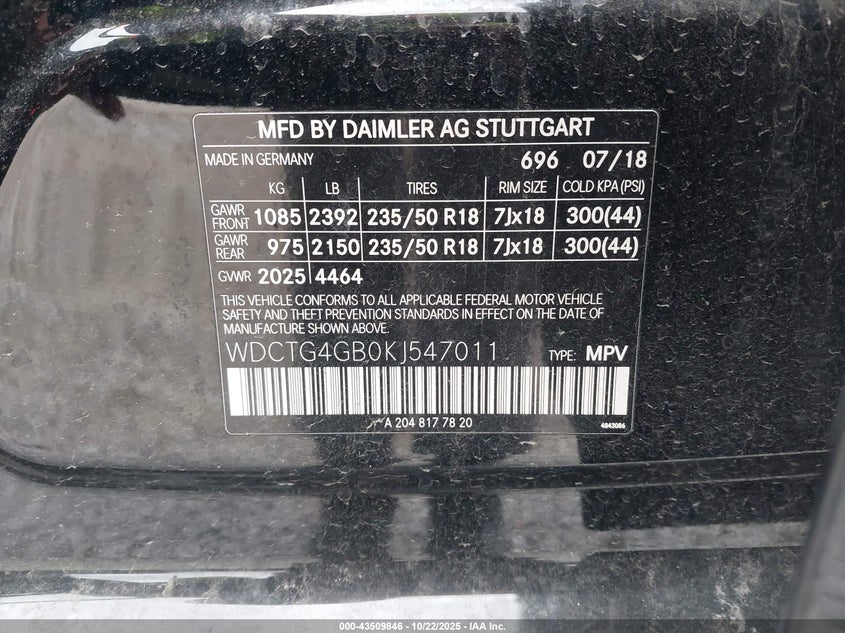 MFD BY DAIMLER AG STUTTGART
MADE IN GERMANY 696 07/18
KG LB TIRES RIM SIZE COLD KPA (PSI)
GAWR FRONT 1085 2392 235/50 R18 7Jx18 300(44)
GAWR REAR 975 2150 235/50 R18 7Jx18 300(44)
GVWR 2025 4464
THIS VEHICLE CONFORMS TO ALL APPLICABLE FEDERAL MOTOR VEHICLE
SAFETY AND THEFT PREVENTION STANDARDS IN EFFECT ON THE DATE OF
MANUFACTURE SHOWN ABOVE
WDCTG4GB0KJ547011 TYPE: MPV
A 204 817 78 20 4843086
000-43509846 - 10/22/2025 - IAA Inc.